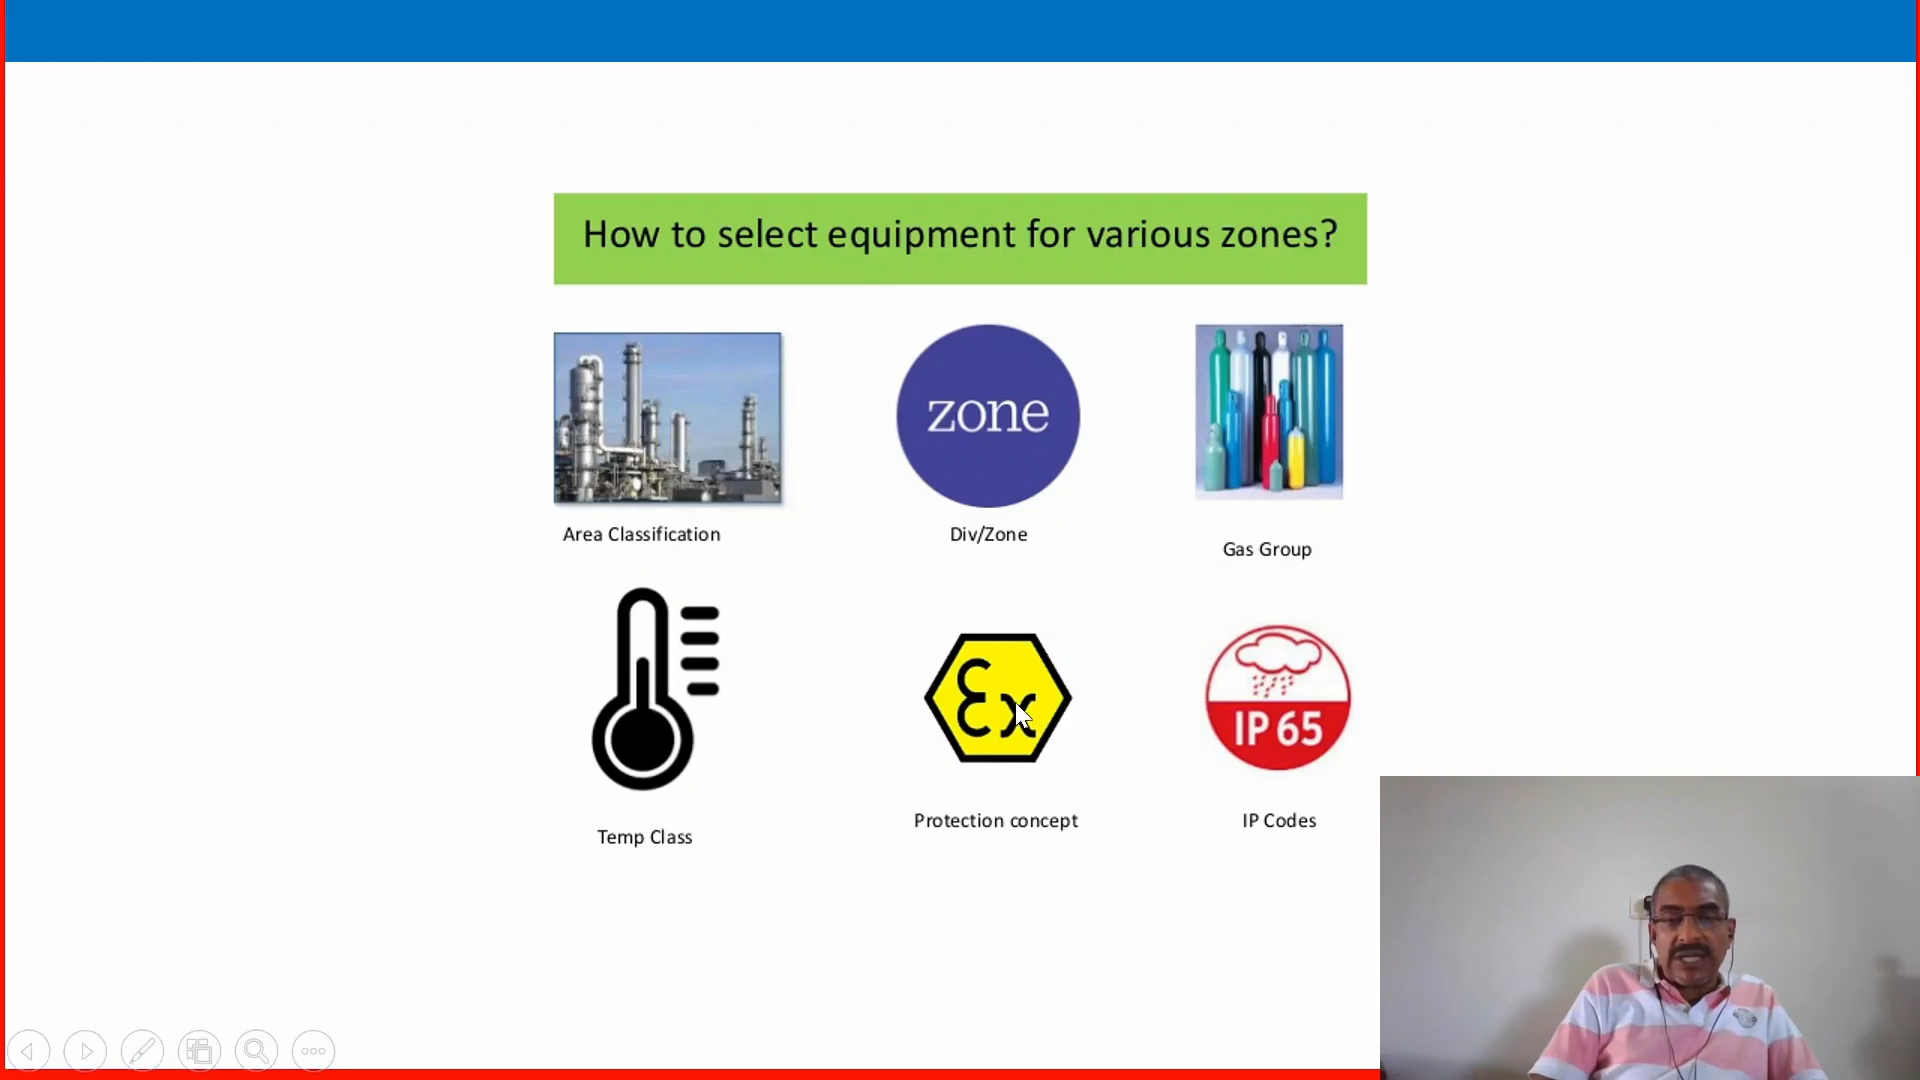 How to select equipment for various zones?
zone
Area Classification
Div/Zone
Gas Group
Ex
IP 65
Temp Class
Protection concept
IP Codes